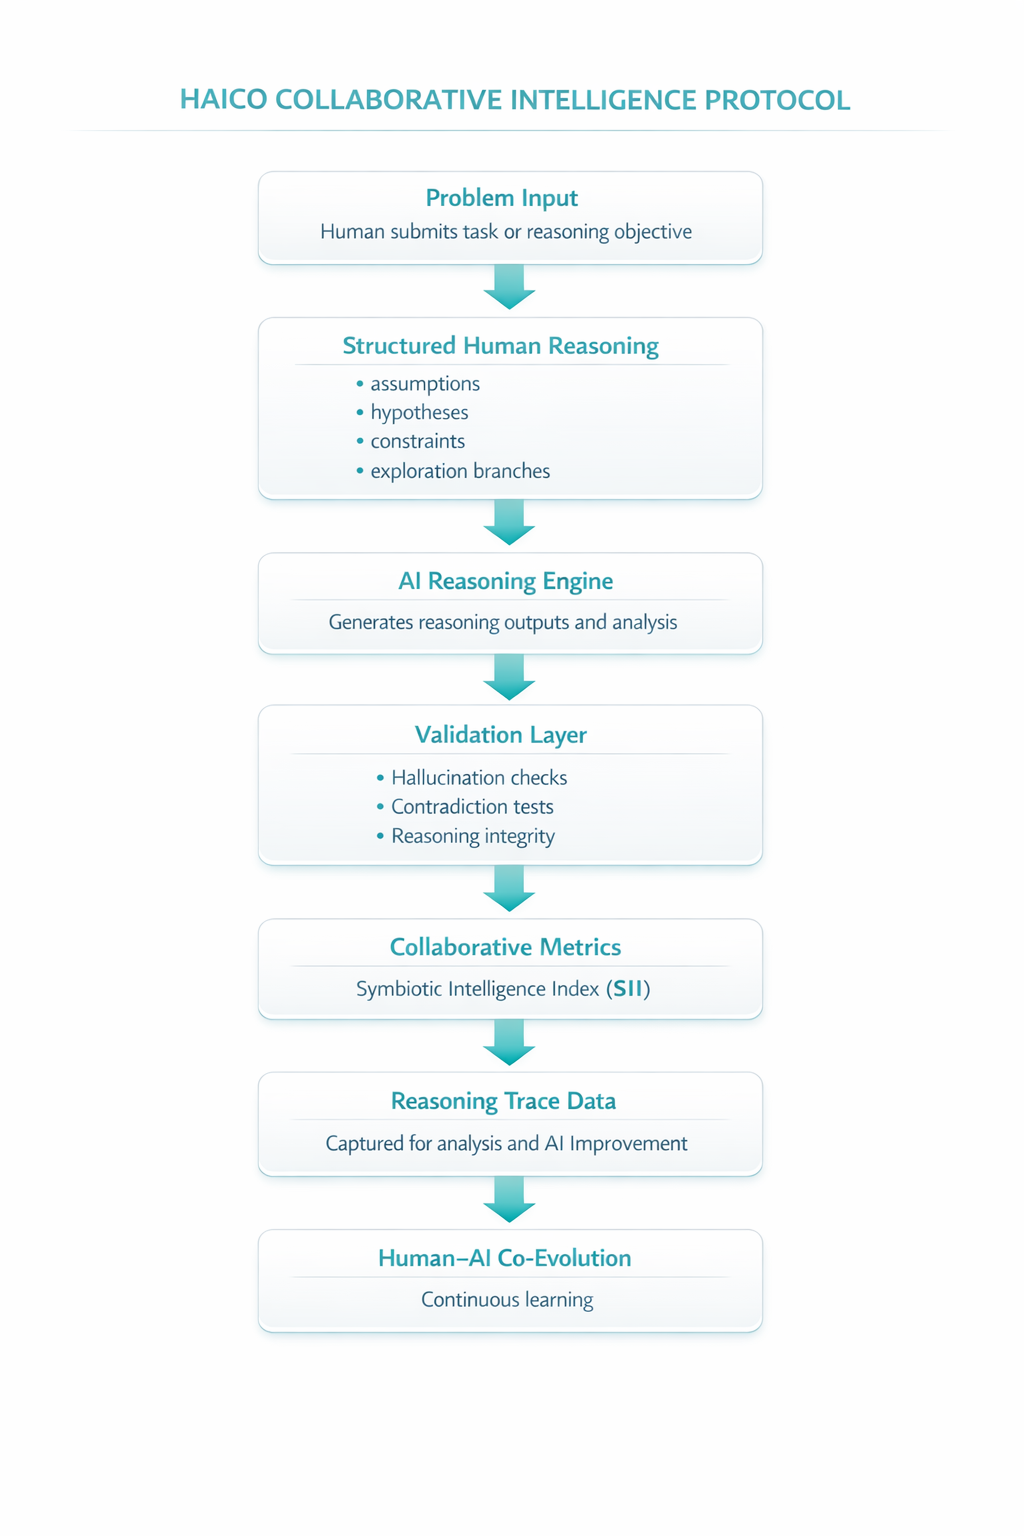 HAICO COLLABORATIVE INTELLIGENCE PROTOCOL
Problem Input
Human submits task or reasoning objective
Structured Human Reasoning
• assumptions
• hypotheses
• constraints
• exploration branches
AI Reasoning Engine
Generates reasoning outputs and analysis
Validation Layer
• Hallucination checks
• Contradiction tests
• Reasoning integrity
Collaborative Metrics
Symbiotic Intelligence Index (SII)
Reasoning Trace Data
Captured for analysis and AI Improvement
Human–AI Co-Evolution
Continuous learning